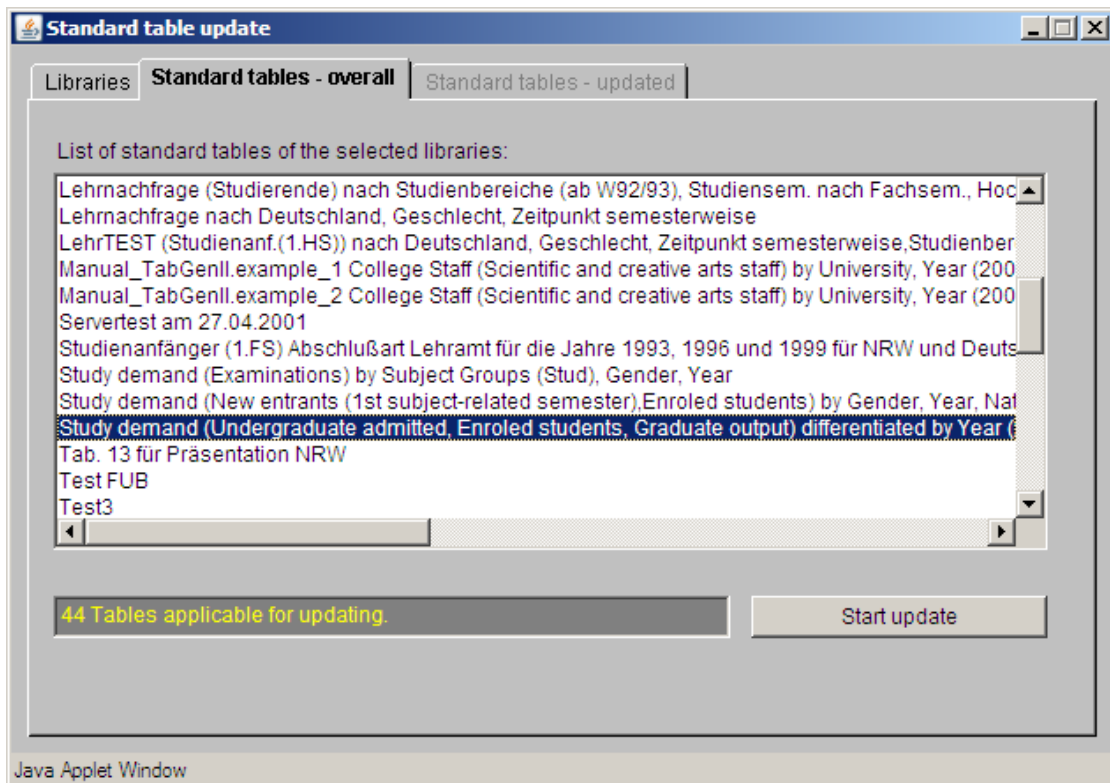 Standard table update
Libraries
Standard tables - overall
Standard tables - updated
List of standard tables of the selected libraries:
Lehrnachfrage (Studierende) nach Studienbereiche (ab W92/93), Studiensem. nach Fachsem., Hoc
Lehrnachfrage nach Deutschland, Geschlecht, Zeitpunkt semesterweise
LehrTEST (Studienanf.(1.HS)) nach Deutschland, Geschlecht, Zeitpunkt semesterweise,Studienber
Manual_TabGenII.example_1 College Staff (Scientific and creative arts staff) by University, Year (200
Manual_TabGenII.example_2 College Staff (Scientific and creative arts staff) by University, Year (200
Servertest am 27.04.2001
Studienanfänger (1.FS) Abschlußart Lehramt für die Jahre 1993, 1996 und 1999 für NRW und Deuts
Study demand (Examinations) by Subject Groups (Stud), Gender, Year
Study demand (New entrants (1st subject-related semester),Enroled students) by Gender, Year, Nat
Study demand (Undergraduate admitted, Enroled students, Graduate output) differentiated by Year (
Tab. 13 für Präsentation NRW
Test FUB
Test3
44 Tables applicable for updating.
Start update
Java Applet Window